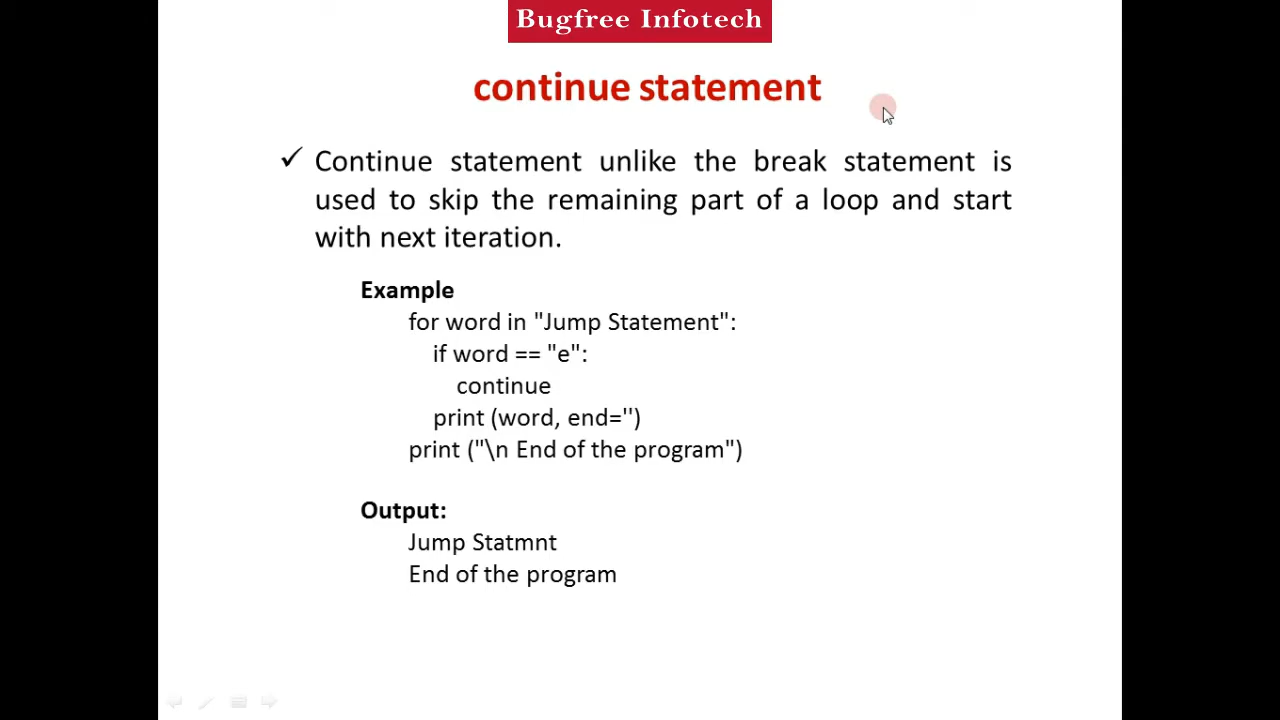 Bugfree Infotech
continue statement
✓ Continue statement unlike the break statement is
used to skip the remaining part of a loop and start
with next iteration.
Example
for word in "Jump Statement":
if word == "e":
continue
print (word, end='')
print ("\n End of the program")
Output:
Jump Statmnt
End of the program